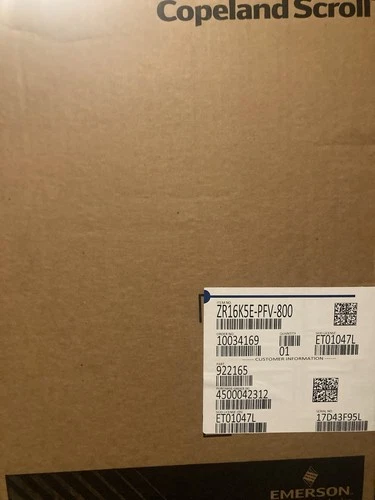 Copeland Scroll
ZR16K5E-PFV-800
10034169
01
ET01047L
CUSTOMER INFORMATION
922165
4500042312
ET01047L
17D43F95L
EMERSON